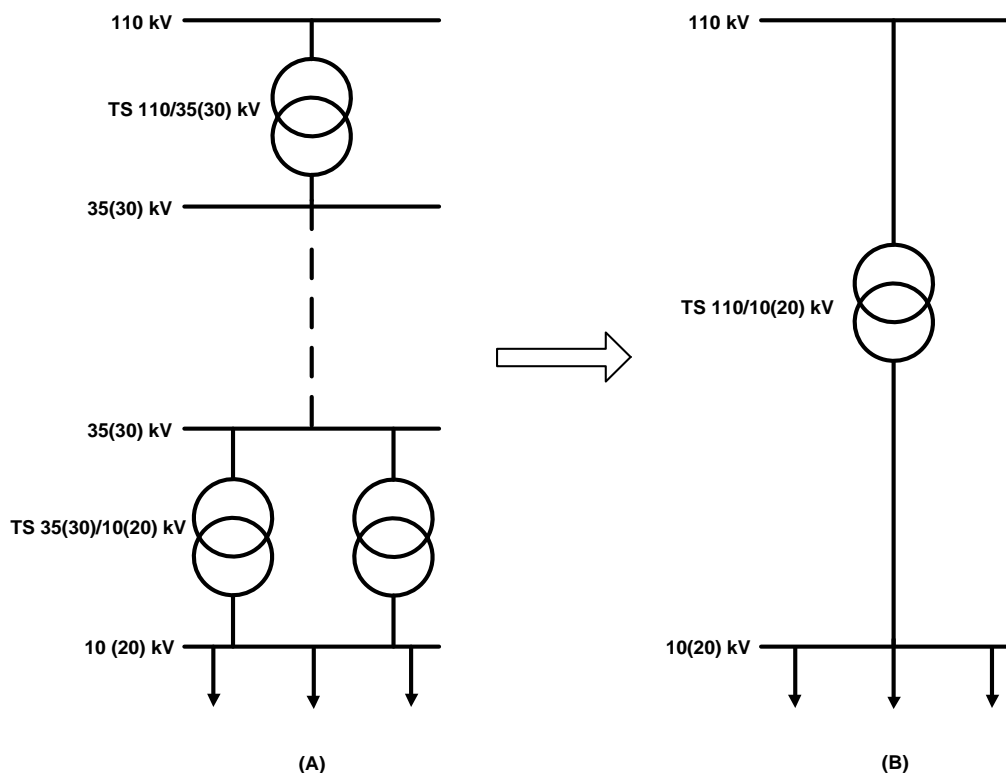 110 kV
TS 110/35(30) kV
35(30) kV
35(30) kV
TS 35(30)/10(20) kV
10 (20) kV
(A)
110 kV
TS 110/10(20) kV
10(20) kV
(B)